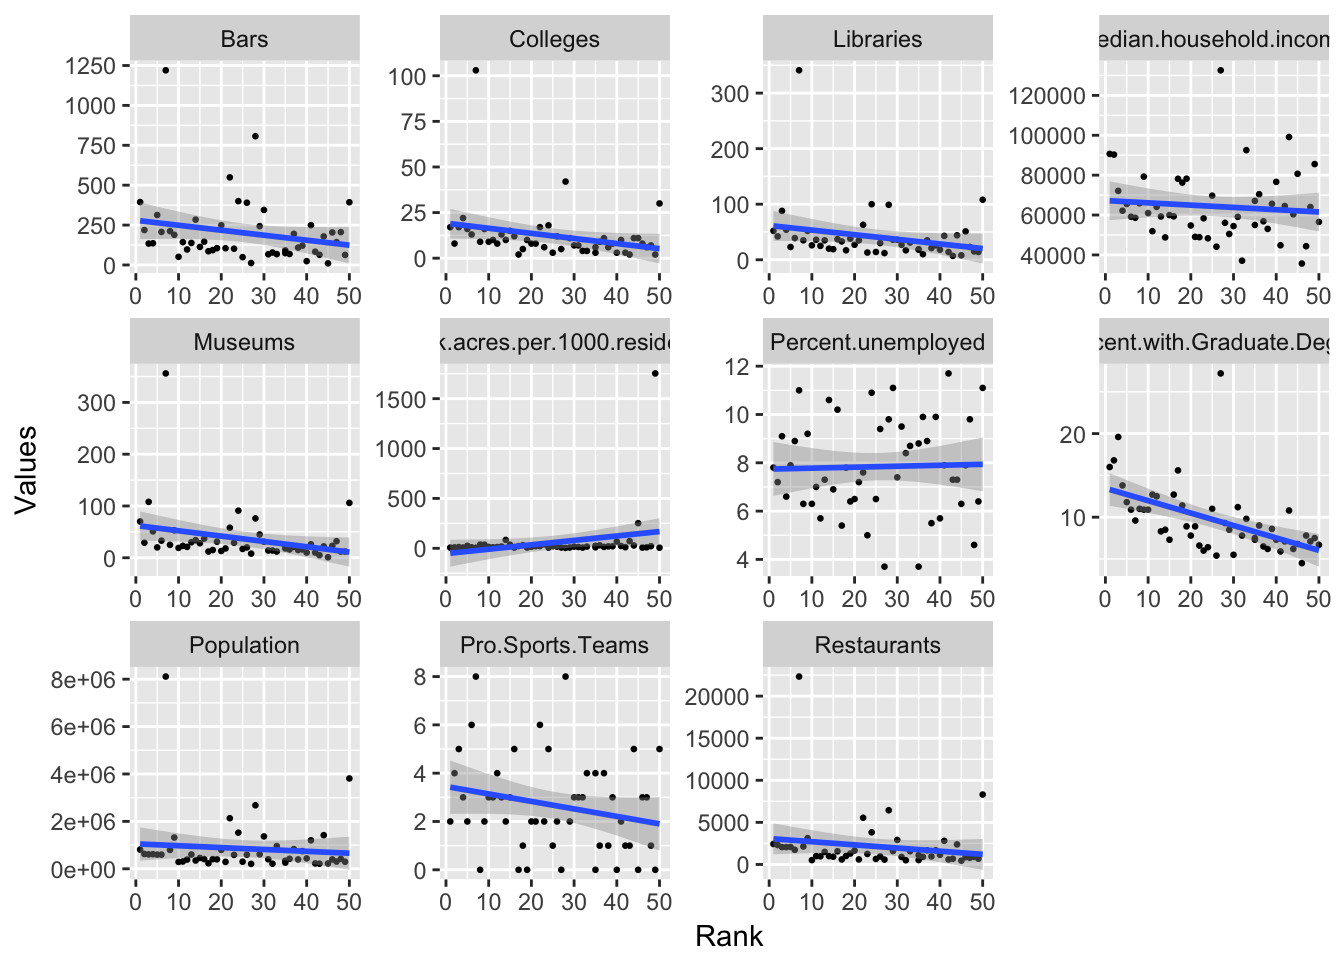 Bars
Colleges
Libraries
edian.household.incom
1250
1000
750
500
250
0
100
75
50
25
0
300
200
100
0
120000
100000
80000
60000
40000
0 10 20 30 40 50
0 10 20 30 40 50
0 10 20 30 40 50
0 10 20 30 40 50
Museums
k.acres.per.1000.reside
Percent.unemployed
cent.with.Graduate.Deg
300
200
100
0
1500
1000
500
0
12
10
8
6
4
20
10
0 10 20 30 40 50
0 10 20 30 40 50
0 10 20 30 40 50
0 10 20 30 40 50
Population
Pro.Sports.Teams
Restaurants
8e+06
6e+06
4e+06
2e+06
0e+00
8
6
4
2
0
20000
15000
10000
5000
0
0 10 20 30 40 50
0 10 20 30 40 50
0 10 20 30 40 50
Values
Rank